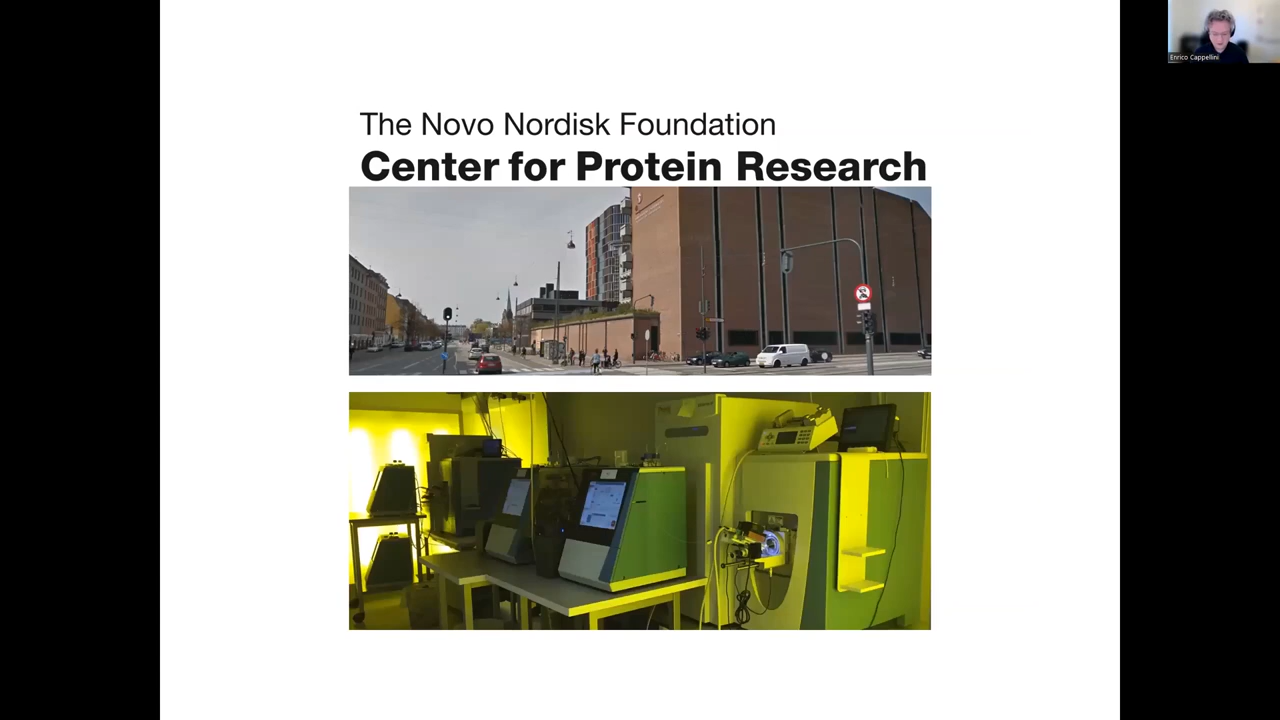 The Novo Nordisk Foundation
Center for Protein Research
Enrico Cappellini